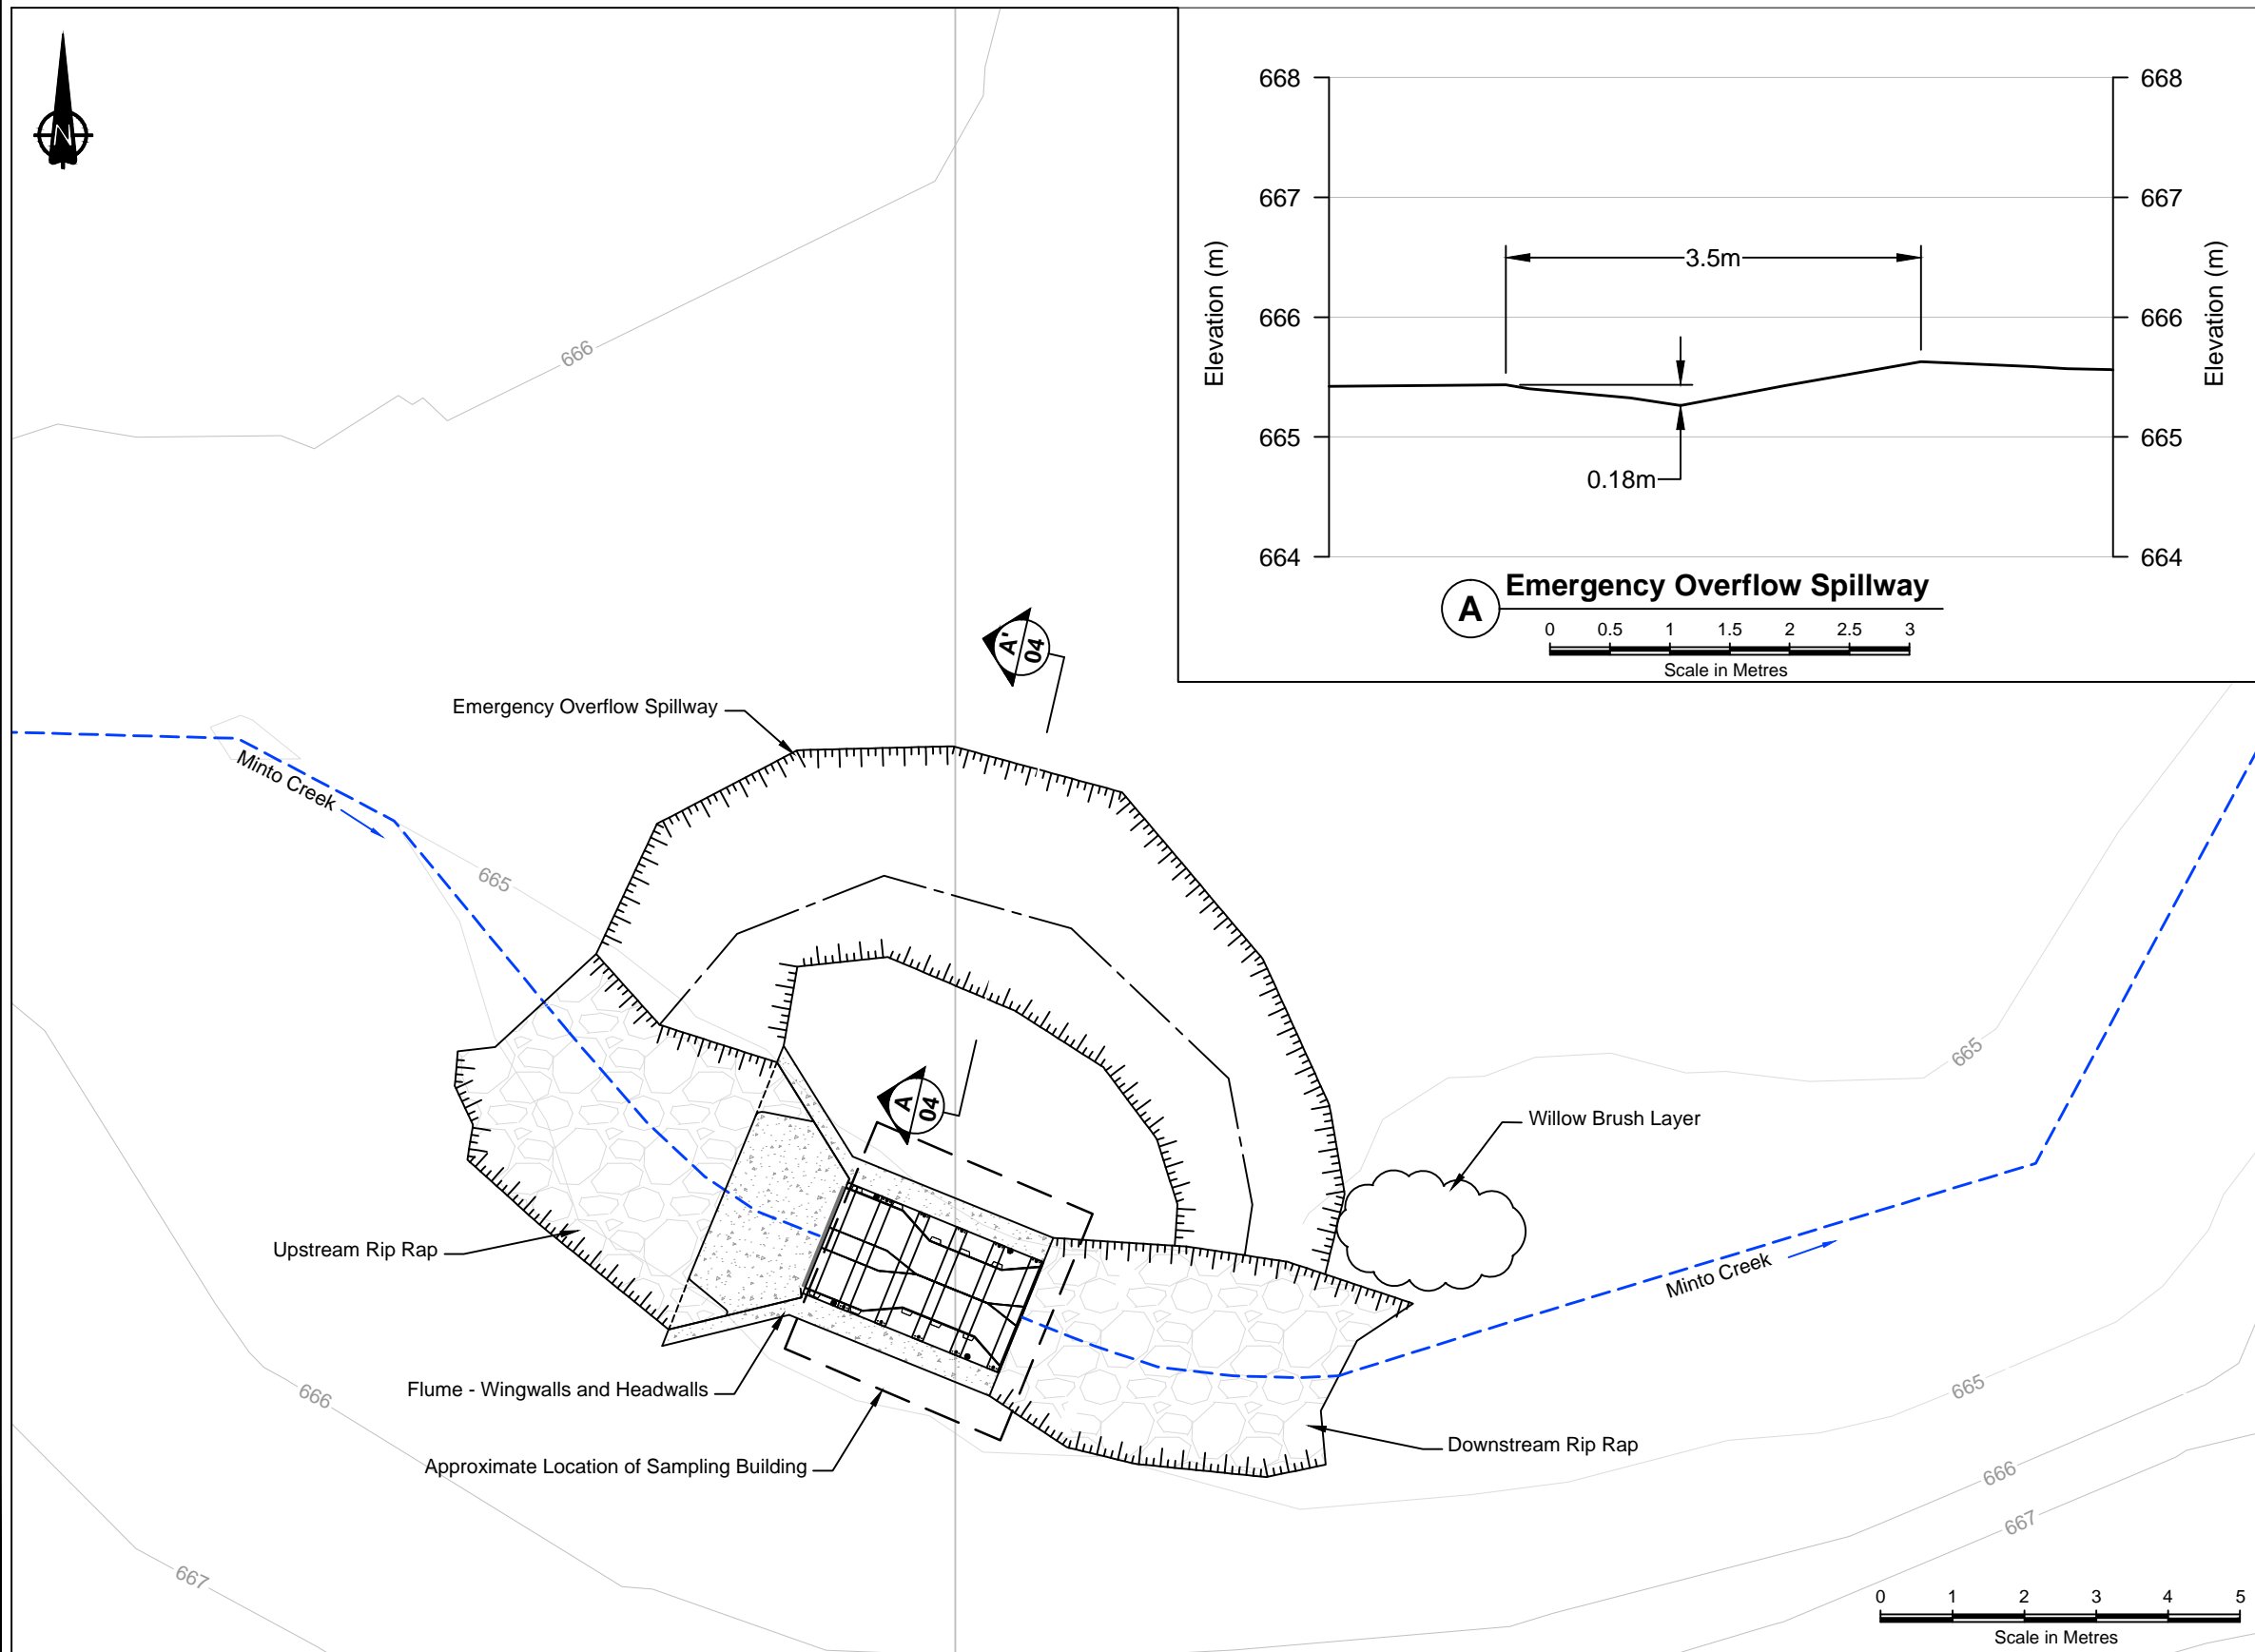 N
668
668
667
667
666
666
665
665
664
664
Elevation (m)
Elevation (m)
3.5m
0.18m
A
Emergency Overflow Spillway
0 0.5 1 1.5 2 2.5 3
Scale in Metres
666
A'
04
Emergency Overflow Spillway
Minto Creek
665
A
04
665
Willow Brush Layer
Upstream Rip Rap
Minto Creek
Flume - Wingwalls and Headwalls
666
665
Downstream Rip Rap
Approximate Location of Sampling Building
666
667
667
0 1 2 3 4 5
Scale in Metres